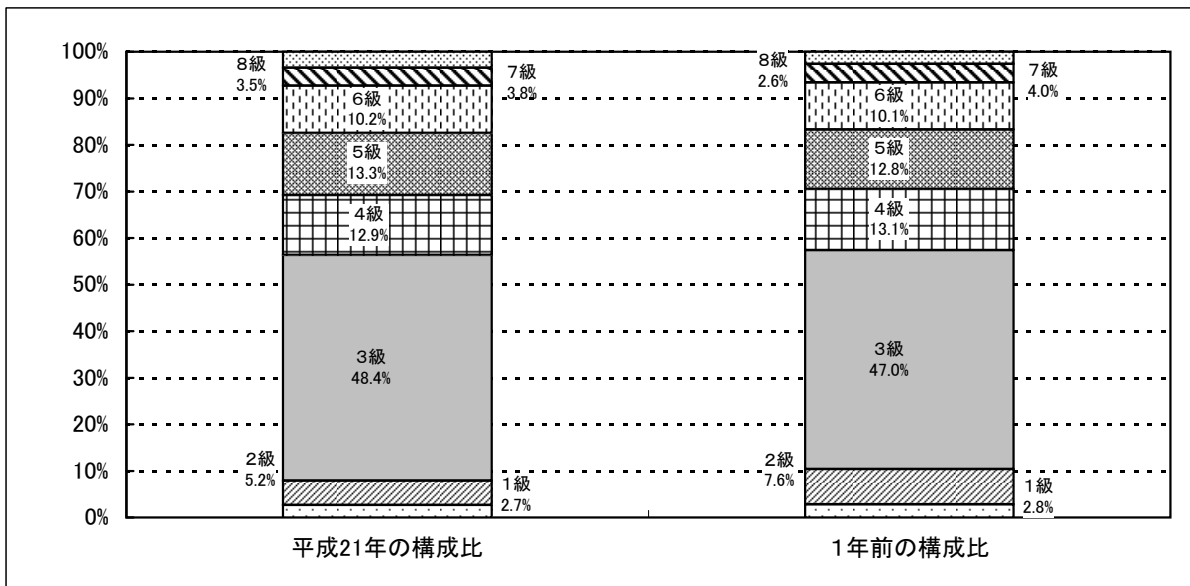 100%
90%
80%
70%
60%
50%
40%
30%
20%
10%
0%
8級
3.5%
7級
3.8%
6級
10.2%
5級
13.3%
4級
12.9%
3級
48.4%
2級
5.2%
1級
2.7%
平成21年の構成比
8級
2.6%
7級
4.0%
6級
10.1%
5級
12.8%
4級
13.1%
3級
47.0%
2級
7.6%
1級
2.8%
1年前の構成比